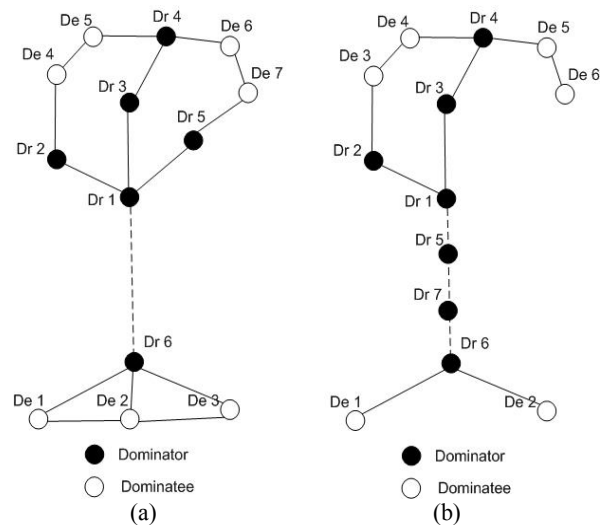 Dr 4
De 5
De 6
De 4
Dr 3
De 7
Dr 5
Dr 2
Dr 1
Dr 6
De 1
De 2
De 3
Dominator
Dominatee
(a)
Dr 4
De 4
De 5
De 3
Dr 3
De 6
Dr 2
Dr 1
Dr 5
Dr 7
Dr 6
De 1
De 2
Dominator
Dominatee
(b)